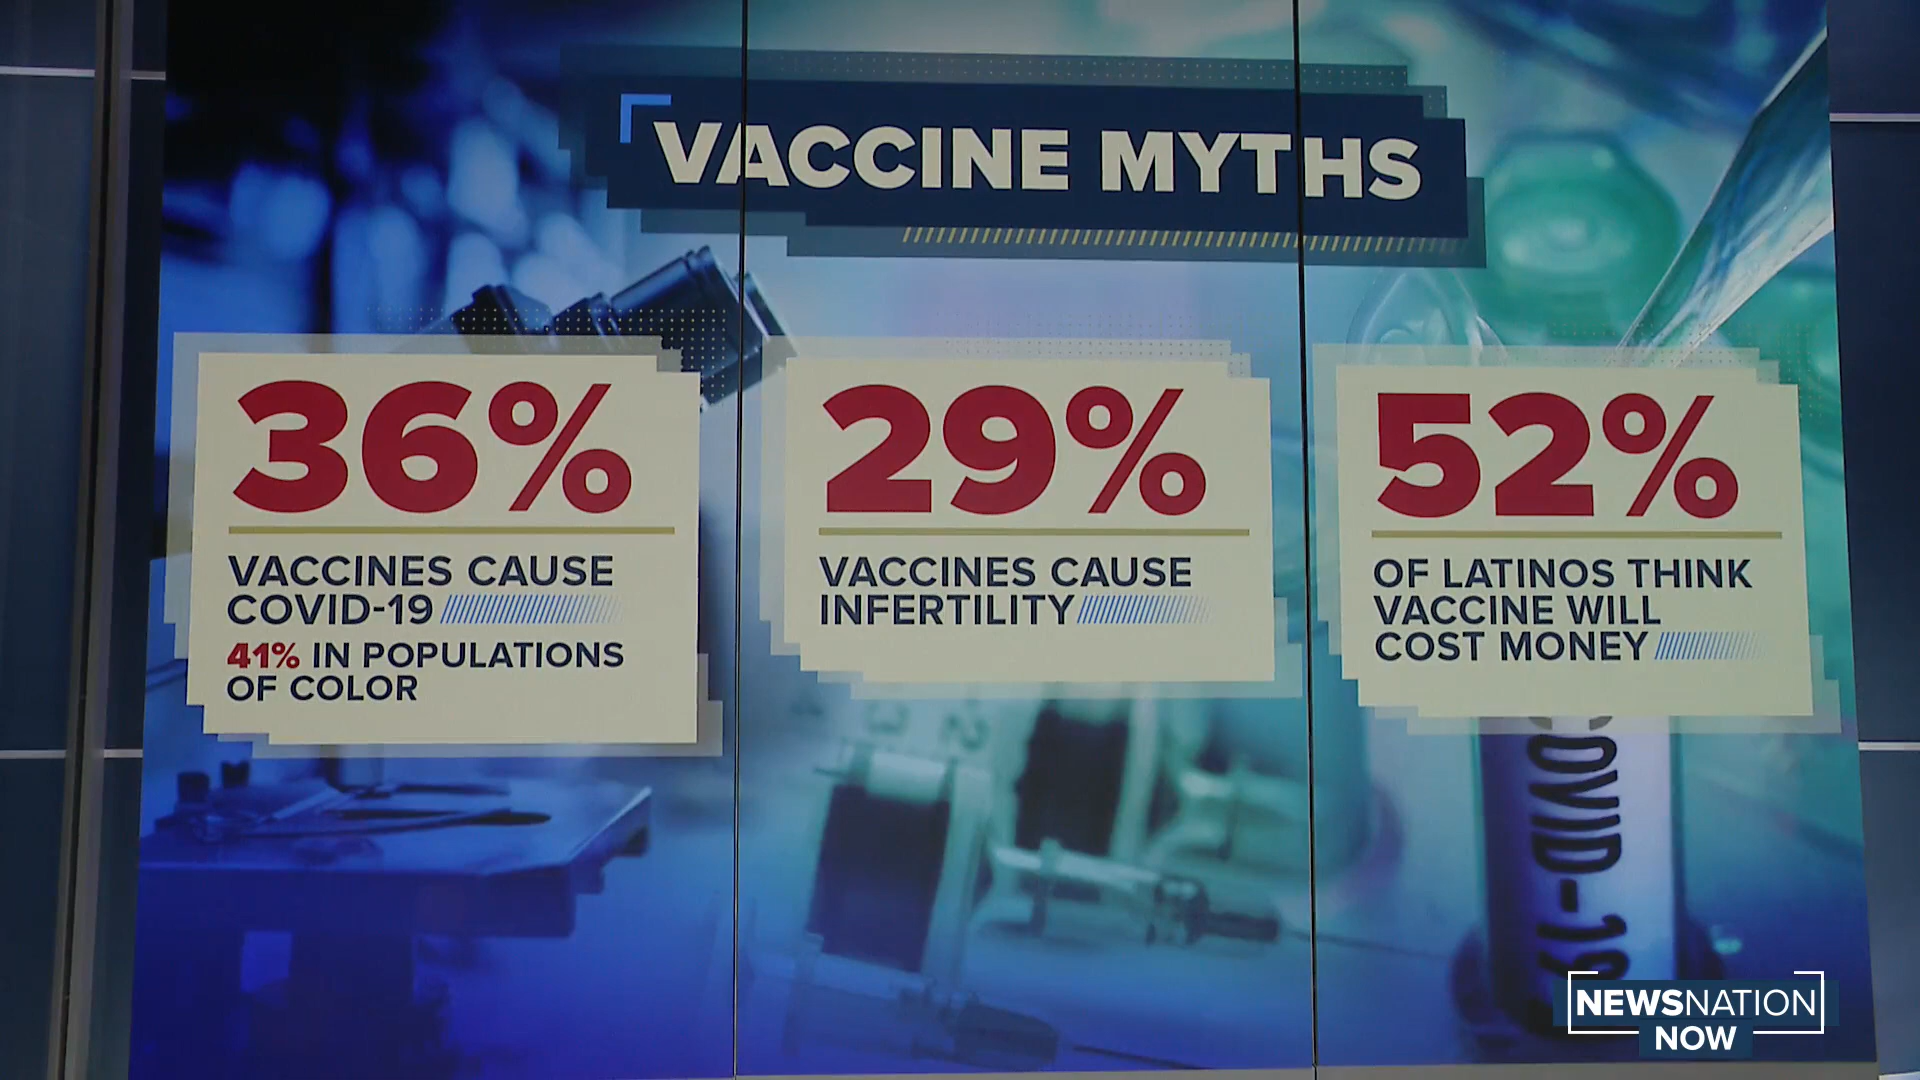 VACCINE MYTHS
36%
VACCINES CAUSE
COVID-19
41% IN POPULATIONS
OF COLOR
29%
VACCINES CAUSE
INFERTILITY
52%
OF LATINOS THINK
VACCINE WILL
COST MONEY
COVID-19
NEWSNATION
NOW